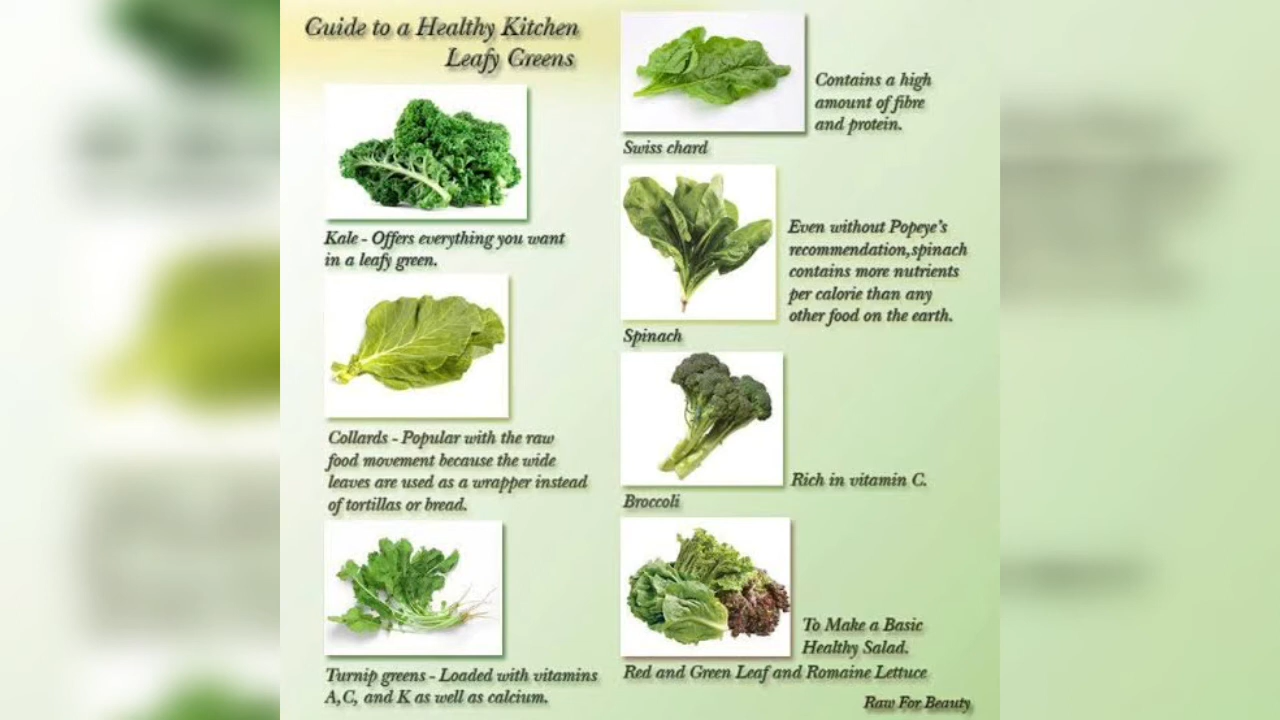 Guide to a Healthy Kitchen
Leafy Greens
Kale - Offers everything you want
in a leafy green.
Collards - Popular with the raw
food movement because the wide
leaves are used as a wrapper instead
of tortillas or bread.
Turnip greens - Loaded with vitamins
A,C, and K as well as calcium.
Contains a high
amount of fibre
and protein.
Swiss chard
Even without Popeye's
recommendation,spinach
contains more nutrients
per calorie than any
other food on the earth.
Spinach
Rich in vitamin C.
Broccoli
To Make a Basic
Healthy Salad.
Red and Green Leaf and Romaine Lettuce
Raw For Beauty